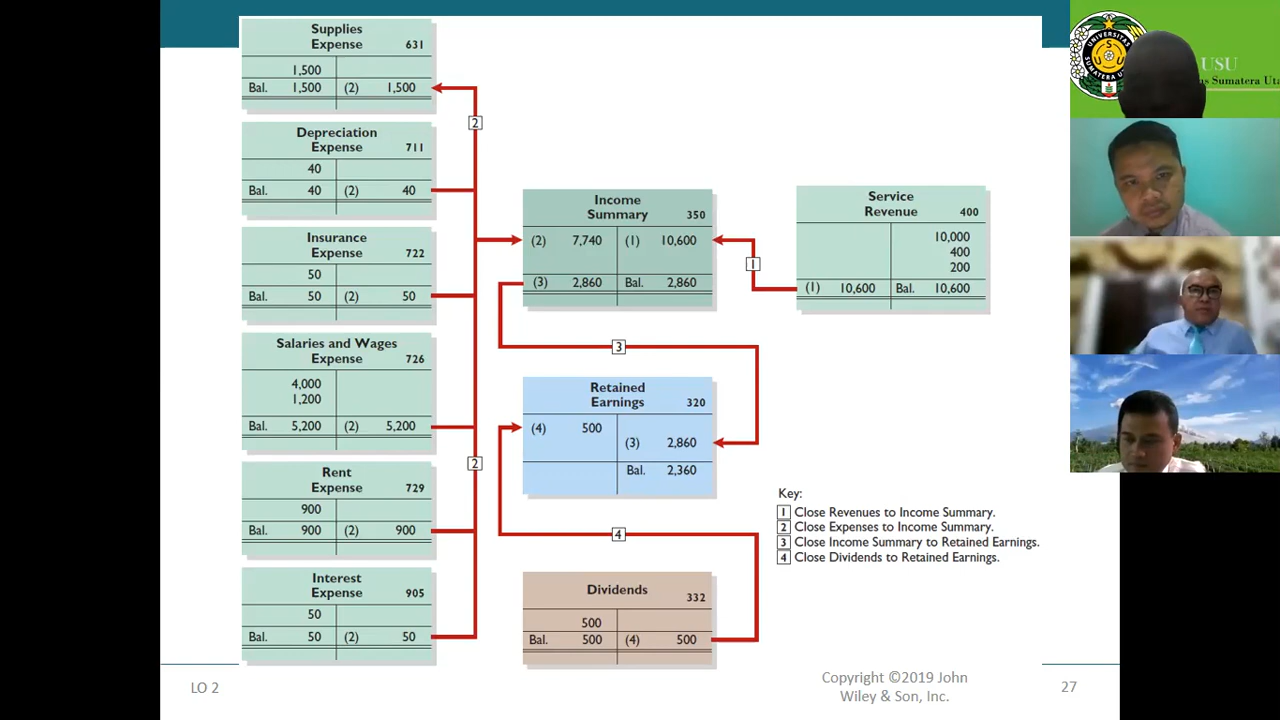 Supplies
Expense 631
1,500
Bal. 1,500 (2) 1,500
2
Depreciation
Expense 711
40
Bal. 40 (2) 40
Insurance
Expense 722
50
Bal. 50 (2) 50
Salaries and Wages
Expense 726
4,000
1,200
Bal. 5,200 (2) 5,200
2
Rent
Expense 729
900
Bal. 900 (2) 900
Interest
Expense 905
50
Bal. 50 (2) 50
Income
Summary 350
(2) 7,740 (1) 10,600
(3) 2,860 Bal. 2,860
1
Service
Revenue 400
10,000
400
200
(1) 10,600 Bal. 10,600
3
Retained
Earnings 320
(4) 500
(3) 2,860
Bal. 2,360
4
Dividends 332
500
Bal. 500 (4) 500
Key:
1 Close Revenues to Income Summary.
2 Close Expenses to Income Summary.
3 Close Income Summary to Retained Earnings.
4 Close Dividends to Retained Earnings.
LO 2
Copyright ©2019 John
Wiley & Son, Inc.
27
USU
Sumatera
UNIVERSITAS